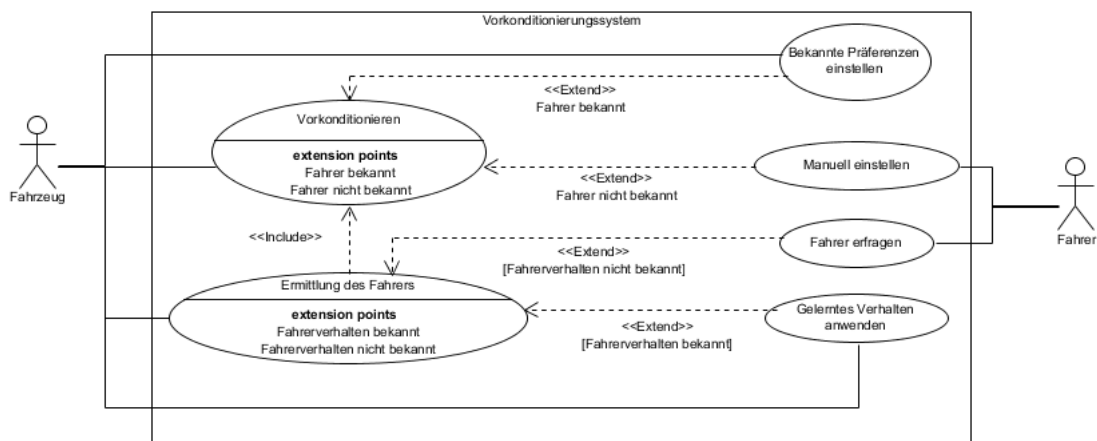 Vorkonditionierungssystem
Bekannte Präferenzen
einstellen
<<Extend>>
Fahrer bekannt
Vorkonditionieren
extension points
Fahrer bekannt
Fahrer nicht bekannt
Manuell einstellen
<<Extend>>
Fahrer nicht bekannt
Fahrzeug
Fahrer
<<Include>>
Fahrer erfragen
<<Extend>>
[Fahrerverhalten nicht bekannt]
Ermittlung des Fahrers
extension points
Fahrerverhalten bekannt
Fahrerverhalten nicht bekannt
Gelerntes Verhalten
anwenden
<<Extend>>
[Fahrerverhalten bekannt]